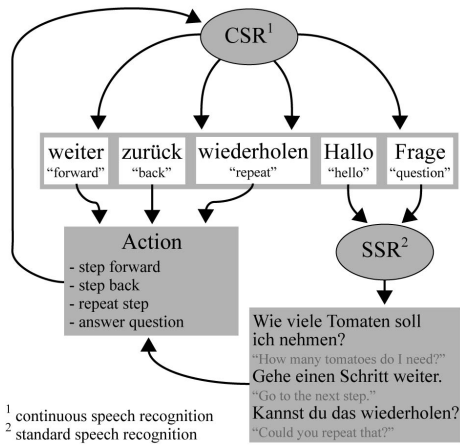 CSR¹
weiter
"forward"
zurück
"back"
wiederholen
"repeat"
Hallo
"hello"
Frage
"question"
Action
- step forward
- step back
- repeat step
- answer question
SSR²
Wie viele Tomaten soll
ich nehmen?
"How many tomatoes do I need?"
Gehe einen Schritt weiter.
"Go to the next step."
Kannst du das wiederholen?
"Could you repeat that?"
¹ continuous speech recognition
² standard speech recognition